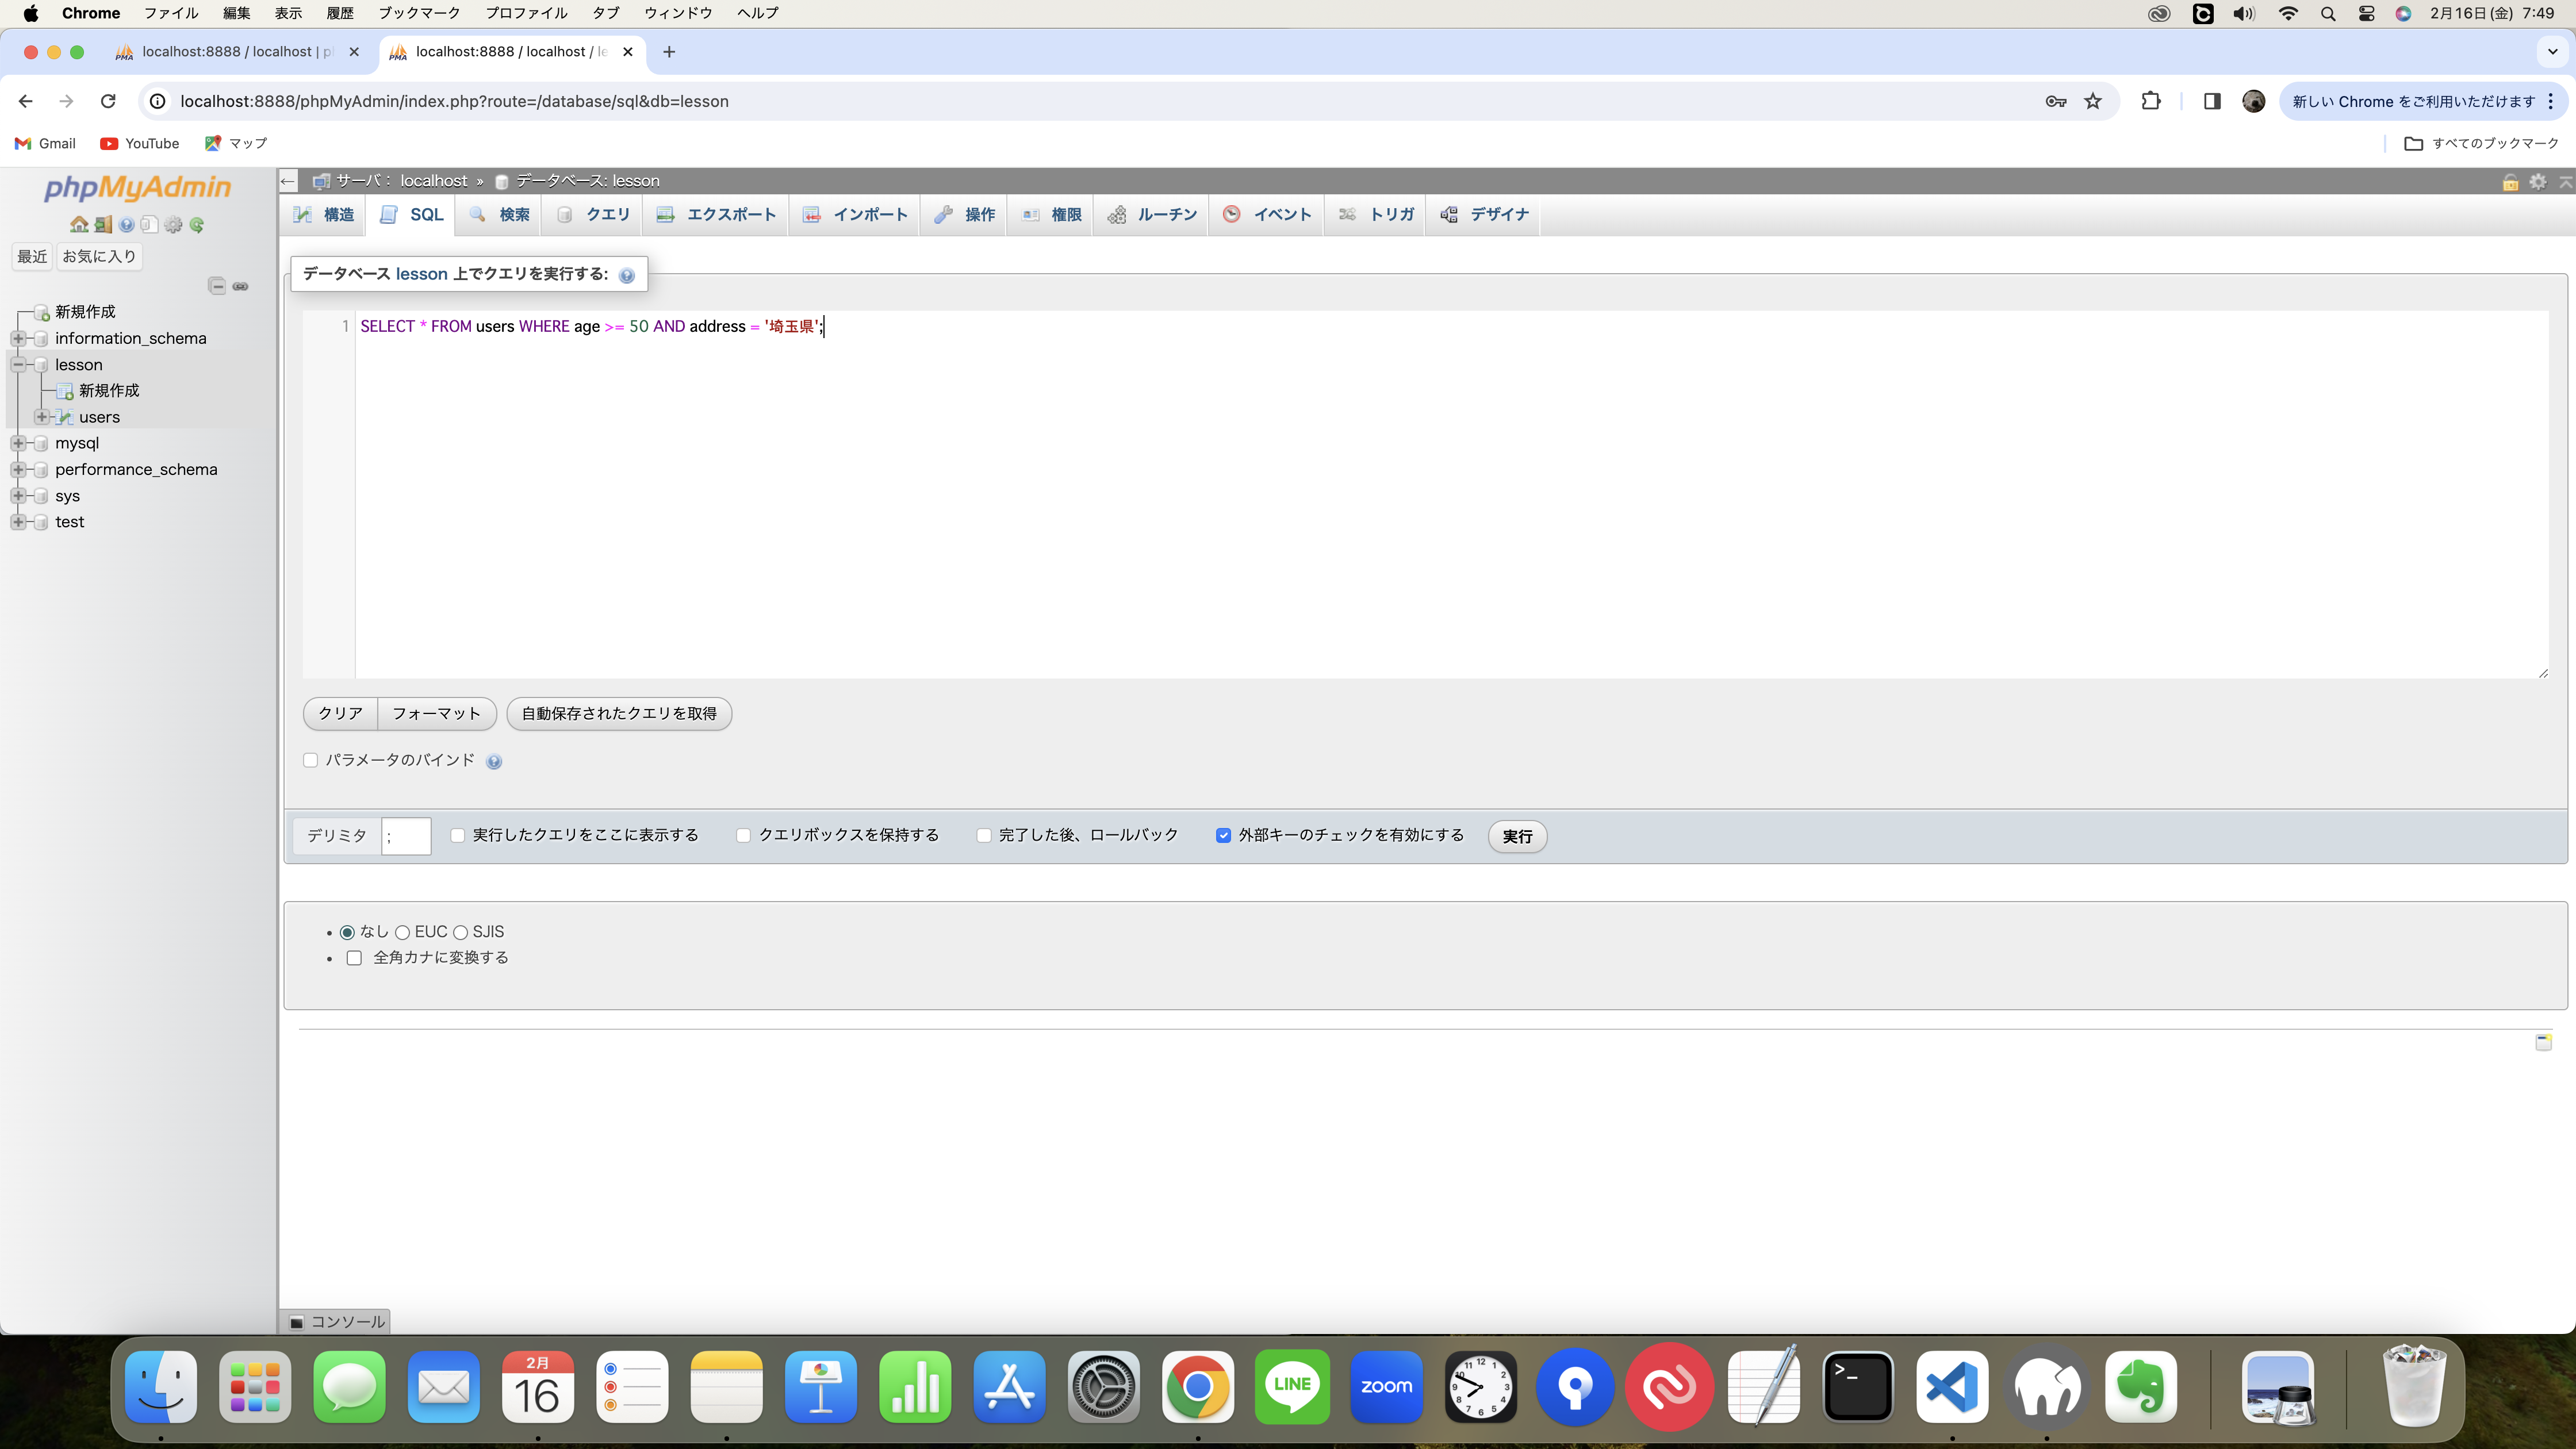 Chrome ファイル 編集 表示 履歴 ブックマーク プロファイル タブ ウィンドウ ヘルプ 2月16日(金) 7:49
localhost:8888 / localhost | p localhost:8888 / localhost / le
localhost:8888/phpMyAdmin/index.php?route=/database/sql&db=lesson 新しい Chrome をご利用いただけます
Gmail YouTube マップ すべてのブックマーク
phpMyAdmin
最近 お気に入り
新規作成
information_schema
lesson
新規作成
users
mysql
performance_schema
sys
test
サーバ: localhost » データベース: lesson
構造 SQL 検索 クエリ エクスポート インポート 操作 権限 ルーチン イベント トリガ デザイナ
データベース lesson 上でクエリを実行する:
1 SELECT * FROM users WHERE age >= 50 AND address = '埼玉県';
クリア フォーマット 自動保存されたクエリを取得
パラメータのバインド
デリミタ ; 実行したクエリをここに表示する クエリボックスを保持する 完了した後、ロールバック 外部キーのチェックを有効にする 実行
なし EUC SJIS
全角カナに変換する
コンソール
2月
16
LINE
zoom